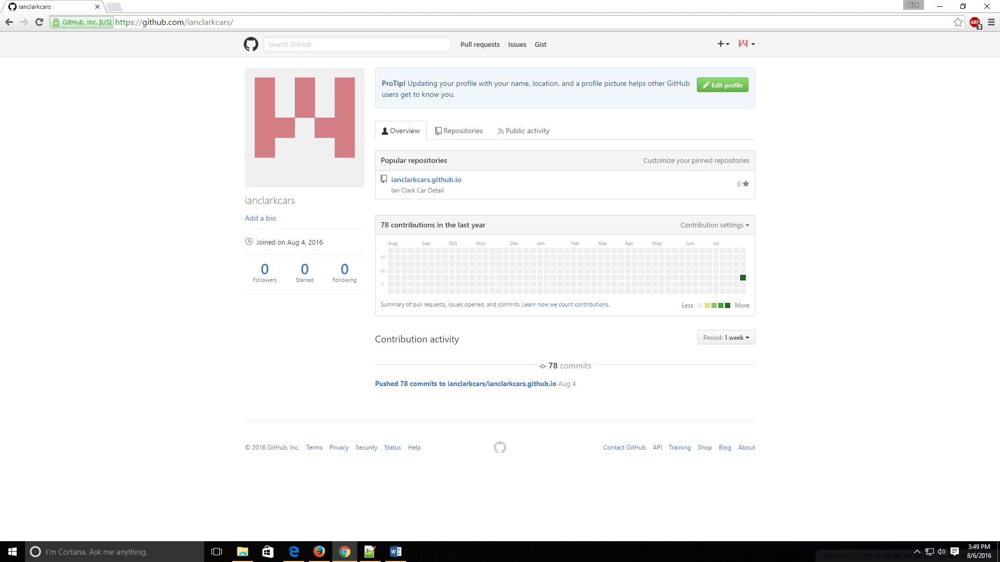 ianclarkcars
Nick
GitHub, Inc. [US] https://github.com/ianclarkcars/
ABP 3
Search GitHub
Pull requests Issues Gist
ProTip! Updating your profile with your name, location, and a profile picture helps other GitHub
users get to know you.
Edit profile
Overview Repositories Public activity
Popular repositories Customize your pinned repositories
ianclarkcars.github.io 0
Ian Clark Car Detail
ianclarkcars
Add a bio
Joined on Aug 4, 2016
0 0 0
Followers Starred Following
78 contributions in the last year Contribution settings
Aug Sep Oct Nov Dec Jan Feb Mar Apr May Jun Jul
M
W
F
Summary of pull requests, issues opened, and commits. Learn how we count contributions. Less More
Contribution activity Period: 1 week
78 commits
Pushed 78 commits to ianclarkcars/ianclarkcars.github.io Aug 4
© 2016 GitHub, Inc. Terms Privacy Security Status Help
Contact GitHub API Training Shop Blog About
I'm Cortana. Ask me anything.
3:49 PM
8/6/2016